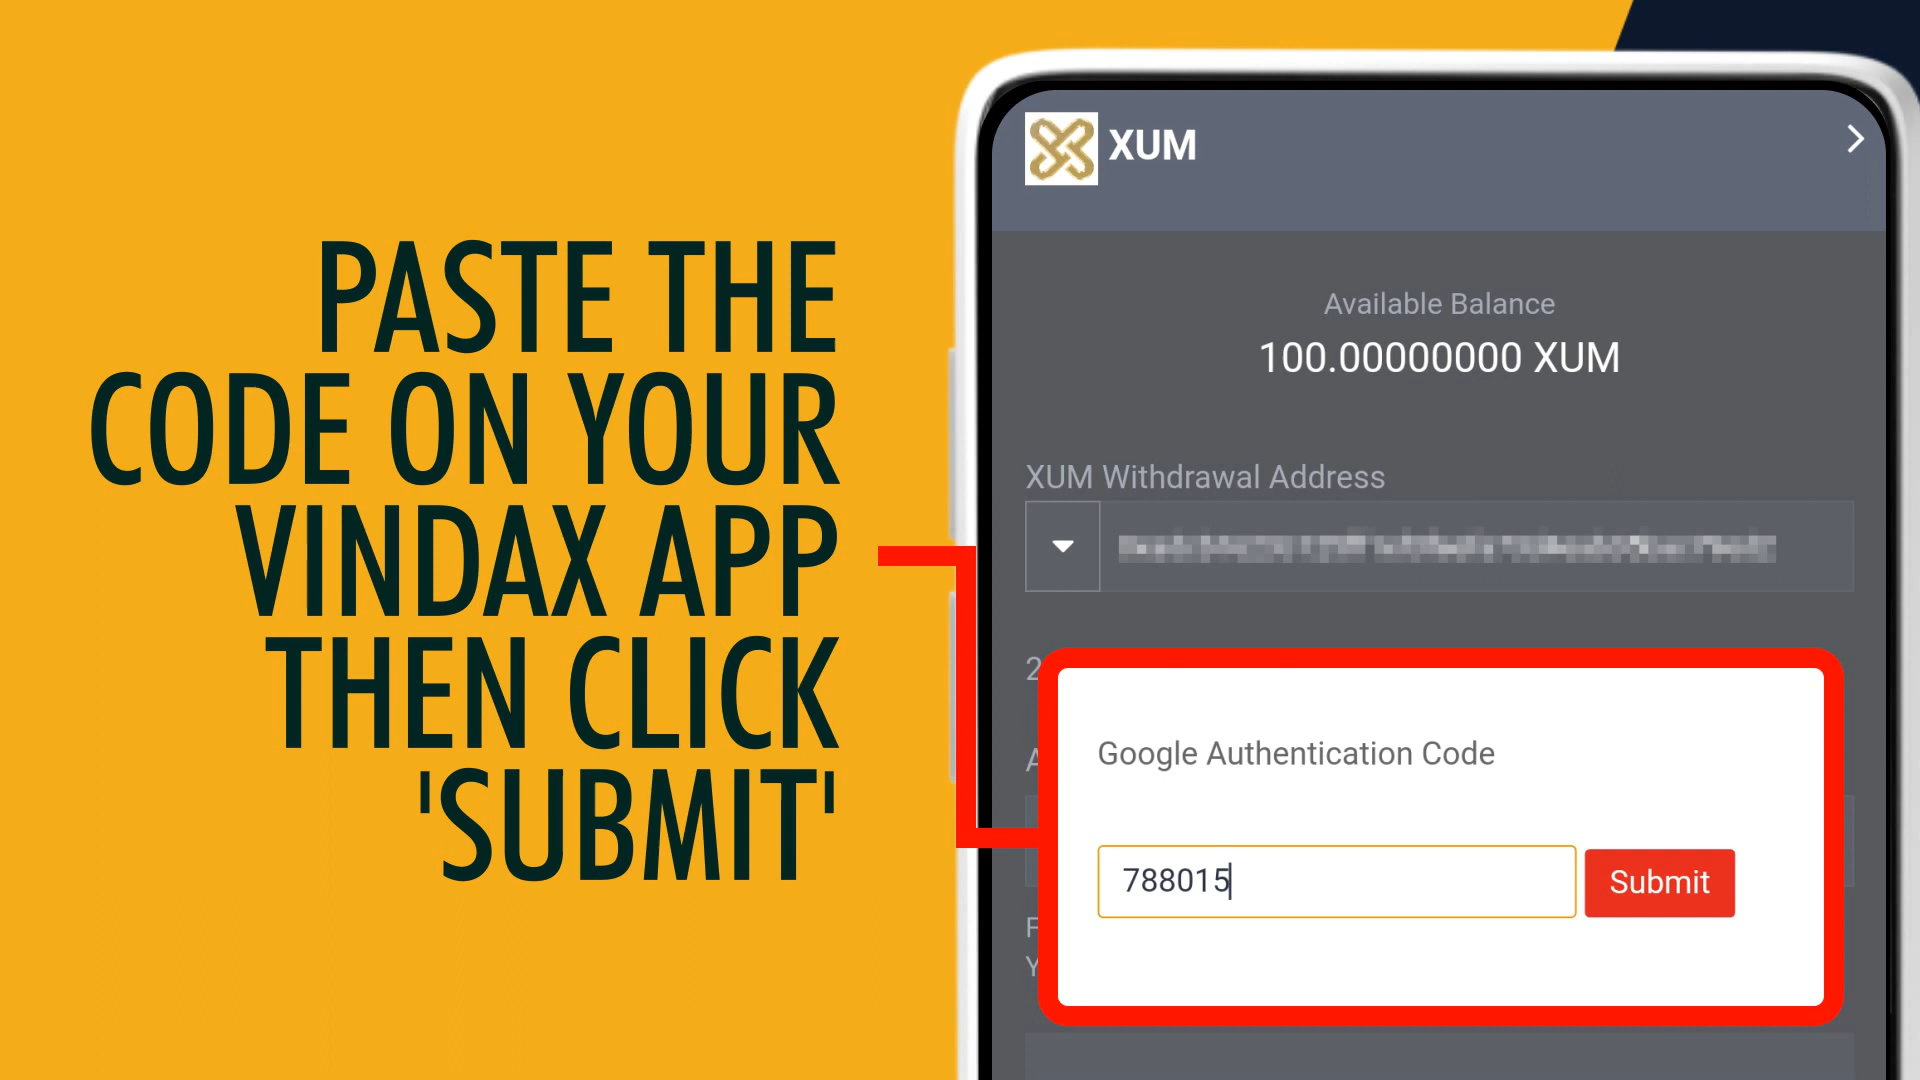 PASTE THE
CODE ON YOUR
VINDAX APP
THEN CLICK
'SUBMIT'
XUM
Available Balance
100.00000000 XUM
XUM Withdrawal Address
2
A
Google Authentication Code
788015
Submit
F
Y